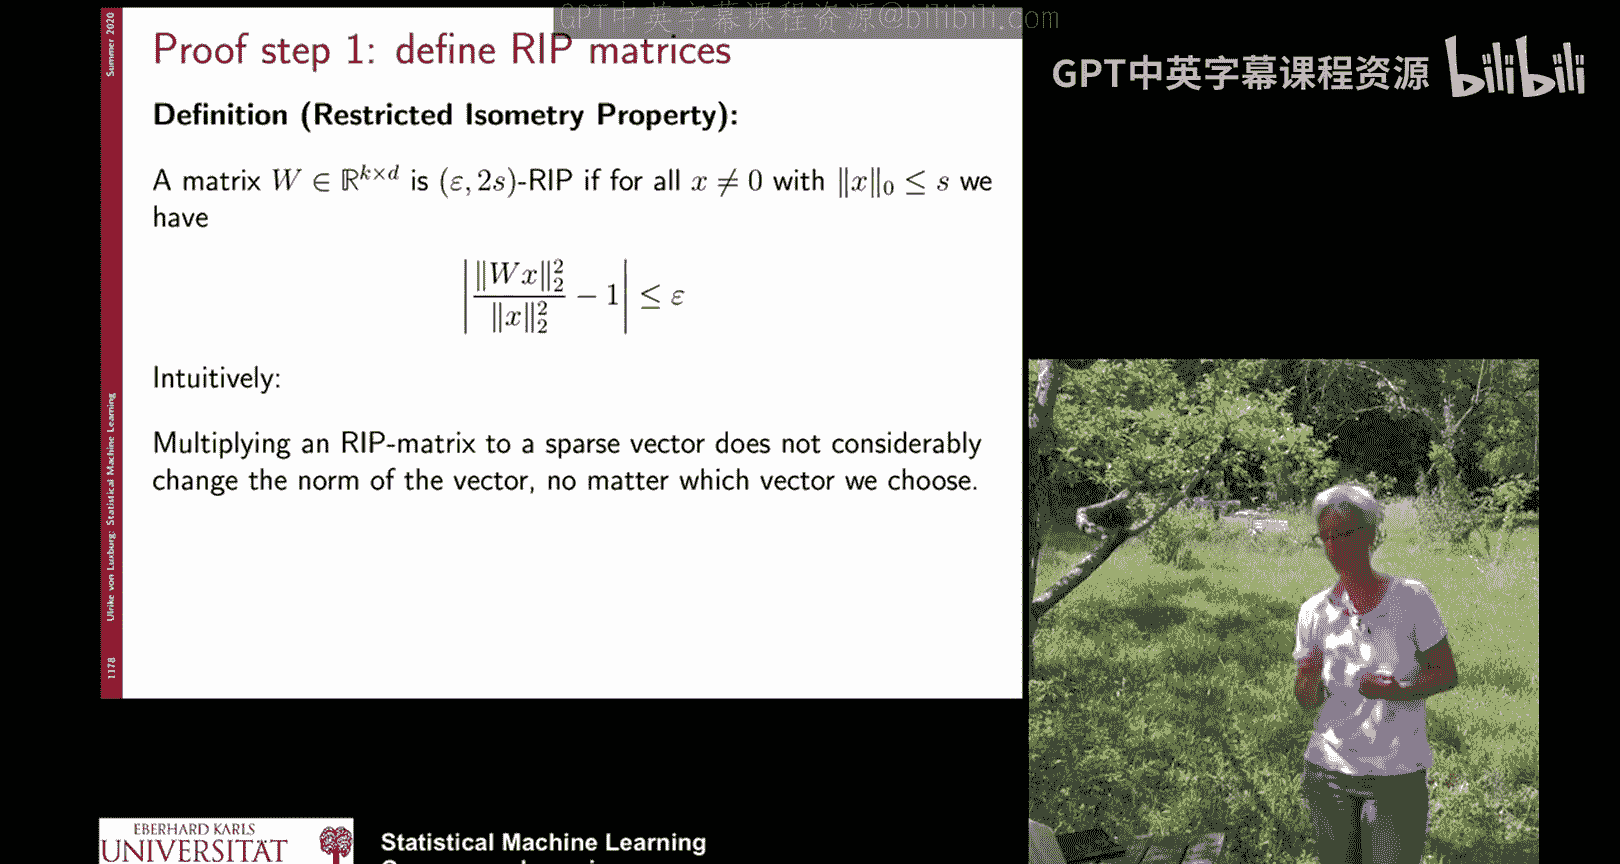 GPT中英字幕课程资源@bilibili.com
GPT中英字幕课程资源 bilibili
Summer 2020
Proof step 1: define RIP matrices
Definition (Restricted Isometry Property):
A matrix W ∈ ℝ^{k×d} is (ε, 2s)-RIP if for all x ≠ 0 with ‖x‖₀ ≤ s we
have
| ‖Wx‖₂² / ‖x‖₂² − 1 | ≤ ε
Intuitively:
Multiplying an RIP-matrix to a sparse vector does not considerably
change the norm of the vector, no matter which vector we choose.
Ulrike von Luxburg: Statistical Machine Learning
1178
EBERHARD KARLS
UNIVERSITÄT
Statistical Machine Learning